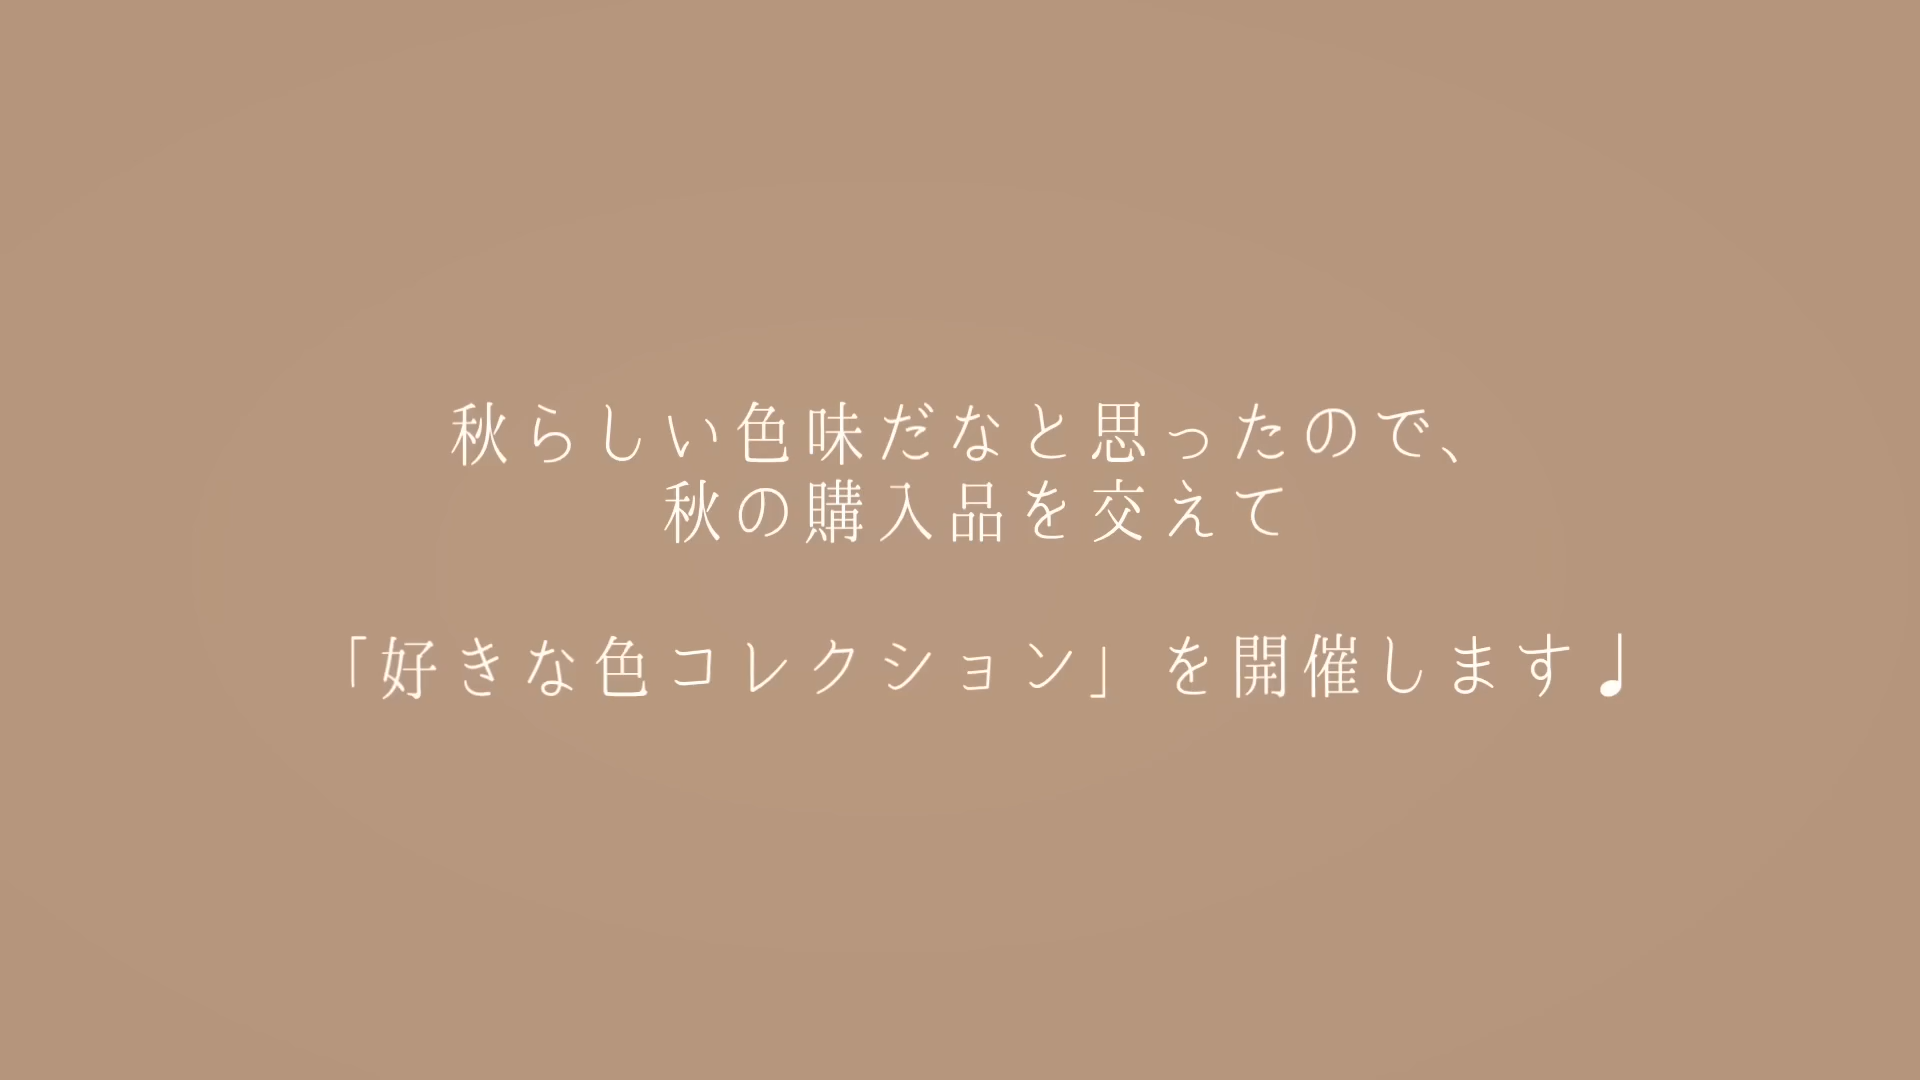 秋らしい色味だなと思ったので、
秋の購入品を交えて
「好きな色コレクション」を開催します♩